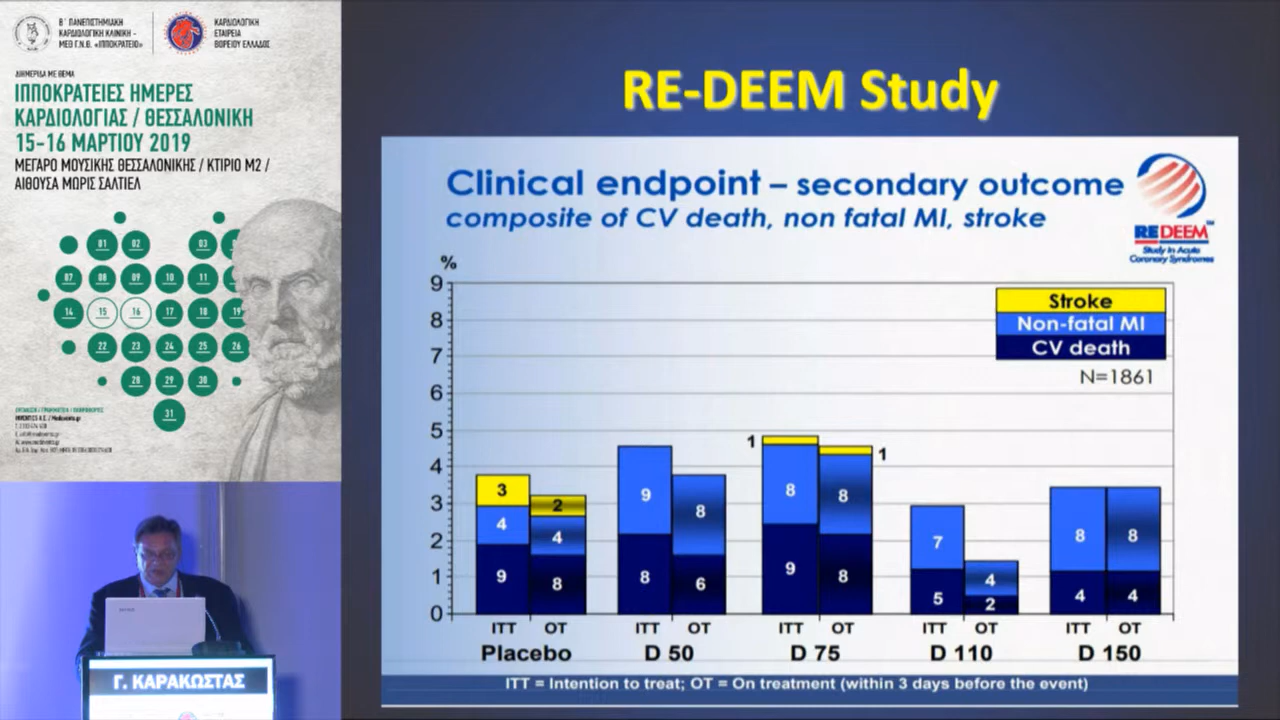 Β΄ ΠΑΝΕΠΙΣΤΗΜΙΑΚΗ
ΚΑΡΔΙΟΛΟΓΙΚΗ ΚΛΙΝΙΚΗ -
ΜΕΘ Γ.Ν.Θ. «ΙΠΠΟΚΡΑΤΕΙΟ»
ΚΑΡΔΙΟΛΟΓΙΚΗ
ΕΤΑΙΡΕΙΑ
ΒΟΡΕΙΟΥ ΕΛΛΑΔΟΣ
ΔΙΗΜΕΡΙΔΑ ΜΕ ΘΕΜΑ
ΙΠΠΟΚΡΑΤΕΙΕΣ ΗΜΕΡΕΣ
ΚΑΡΔΙΟΛΟΓΙΑΣ / ΘΕΣΣΑΛΟΝΙΚΗ
15-16 ΜΑΡΤΙΟΥ 2019
ΜΕΓΑΡΟ ΜΟΥΣΙΚΗΣ ΘΕΣΣΑΛΟΝΙΚΗΣ / ΚΤΙΡΙΟ Μ2 /
ΑΙΘΟΥΣΑ ΜΩΡΙΣ ΣΑΛΤΙΕΛ
01 02 03
07 08 09 10 11
14 15 16 17 18 19
22 23 24 25 26
28 29 30
31
Γ. ΚΑΡΑΚΩΣΤΑΣ
RE-DEEM Study
Clinical endpoint – secondary outcome
composite of CV death, non fatal MI, stroke
REDEEM™
Study in Acute
Coronary Syndromes
%
9
8
7
6
5
4
3
2
1
0
Stroke
Non-fatal MI
CV death
N=1861
3 4 9
2 4 8
9 8
8 6
1 8 9
1 8 8
7 5
4 2
8 4
8 4
ITT OT ITT OT ITT OT ITT OT ITT OT
Placebo D 50 D 75 D 110 D 150
ITT = Intention to treat; OT = On treatment (within 3 days before the event)